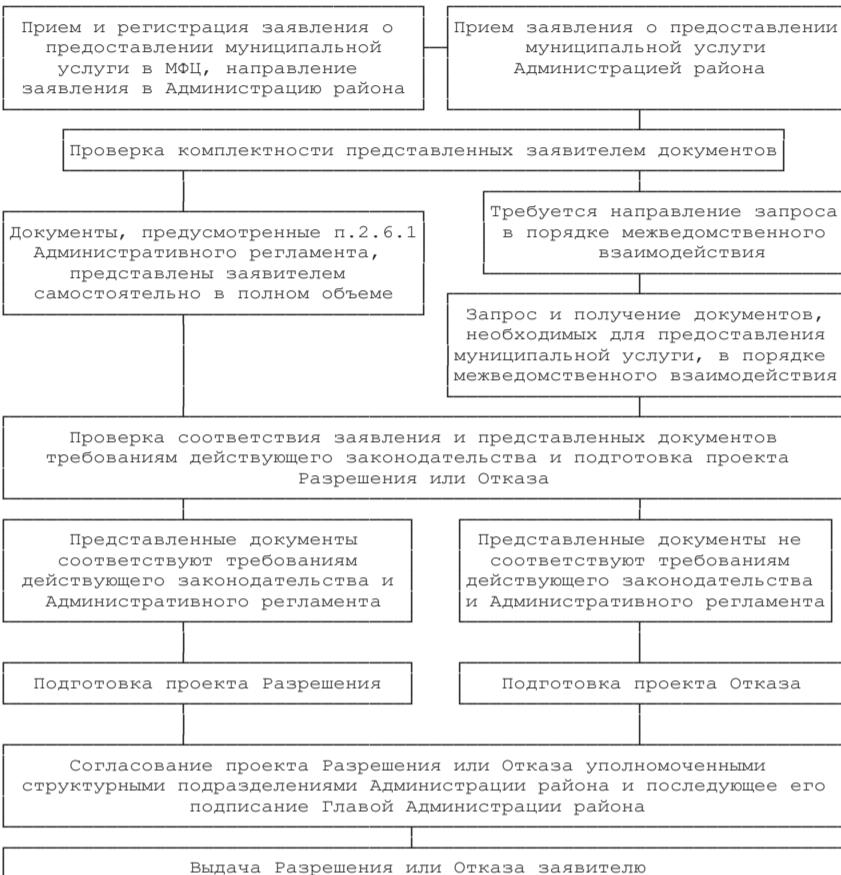 Прием и регистрация заявления о
предоставлении муниципальной
услуги в МФЦ, направление
заявления в Администрацию района
Прием заявления о предоставлении
муниципальной услуги
Администрацией района
Проверка комплектности представленных заявителем документов
Документы, предусмотренные п.2.6.1
Административного регламента,
представлены заявителем
самостоятельно в полном объеме
Требуется направление запроса
в порядке межведомственного
взаимодействия
Запрос и получение документов,
необходимых для предоставления
муниципальной услуги, в порядке
межведомственного взаимодействия
Проверка соответствия заявления и представленных документов
требованиям действующего законодательства и подготовка проекта
Разрешения или Отказа
Представленные документы
соответствуют требованиям
действующего законодательства и
Административного регламента
Представленные документы не
соответствуют требованиям
действующего законодательства
и Административного регламента
Подготовка проекта Разрешения
Подготовка проекта Отказа
Согласование проекта Разрешения или Отказа уполномоченными
структурными подразделениями Администрации района и последующее его
подписание Главой Администрации района
Выдача Разрешения или Отказа заявителю